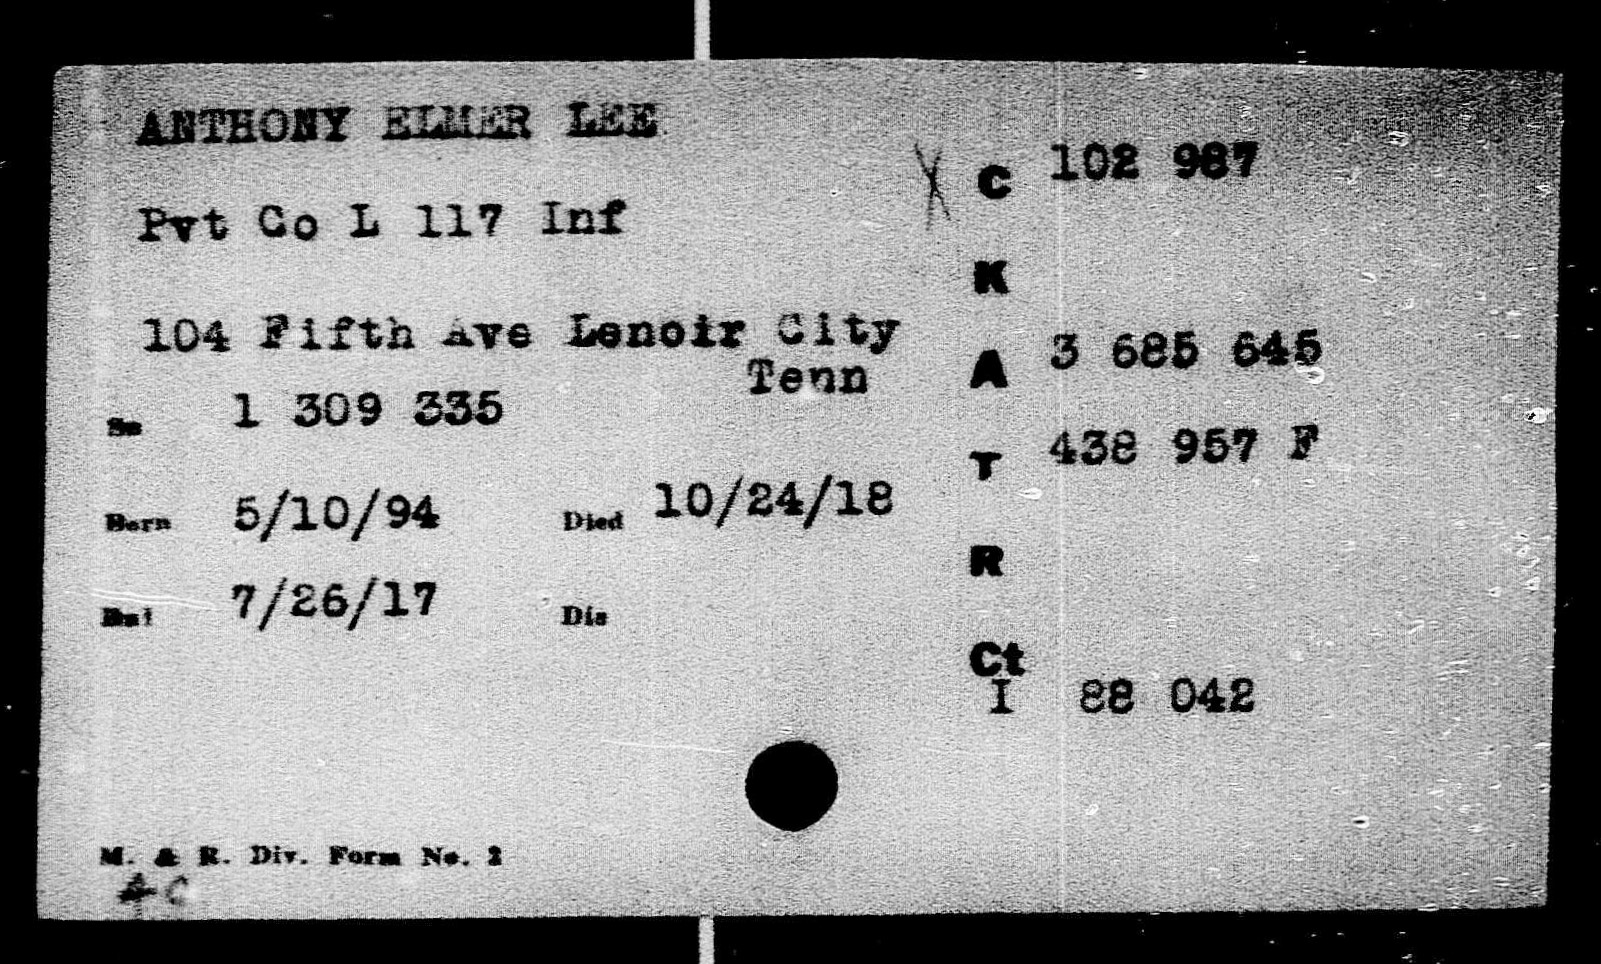 ANTHONY ELMER LEE
Pvt Co L 117 Inf
104 Fifth Ave Lenoir City
Tenn
Se 1 309 335
Born 5/10/94 Died 10/24/18
Enl 7/26/17 Dis
X C 102 987
K
A 3 685 645
T 438 957 F
R
Ct
I 88 042
M. & R. Div. Form No. 2